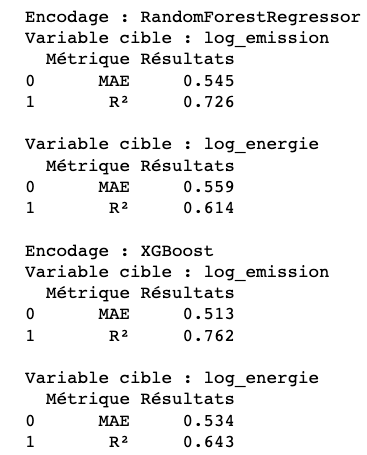 Encodage : RandomForestRegressor
Variable cible : log_emission
Métrique Résultats
0 MAE 0.545
1 R² 0.726
Variable cible : log_energie
Métrique Résultats
0 MAE 0.559
1 R² 0.614
Encodage : XGBoost
Variable cible : log_emission
Métrique Résultats
0 MAE 0.513
1 R² 0.762
Variable cible : log_energie
Métrique Résultats
0 MAE 0.534
1 R² 0.643